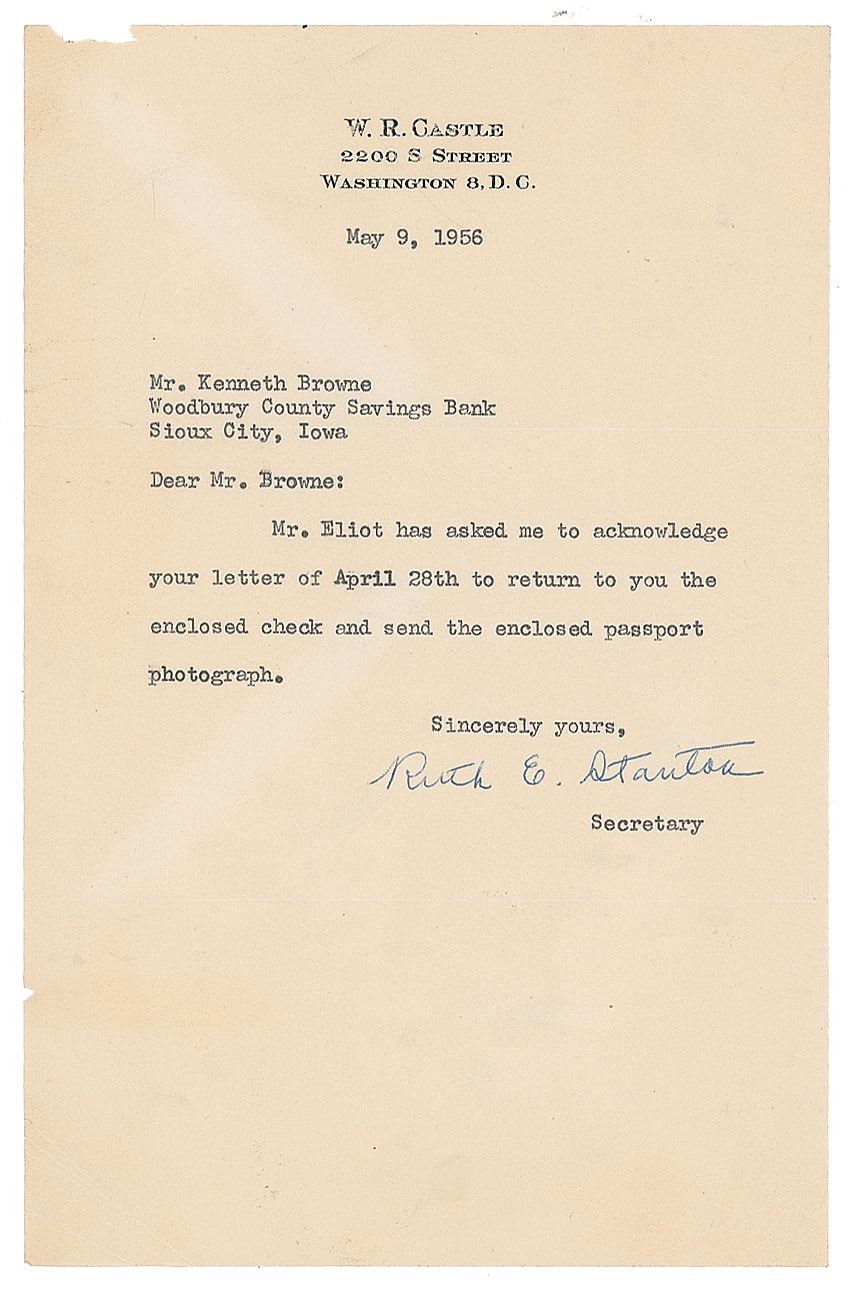 W. R. CASTLE
2200 S STREET
WASHINGTON 8, D. C.
May 9, 1956
Mr. Kenneth Browne
Woodbury County Savings Bank
Sioux City, Iowa
Dear Mr. Browne:
Mr. Eliot has asked me to acknowledge
your letter of April 28th to return to you the
enclosed check and send the enclosed passport
photograph.
Sincerely yours,
Ruth E. Stanton
Secretary